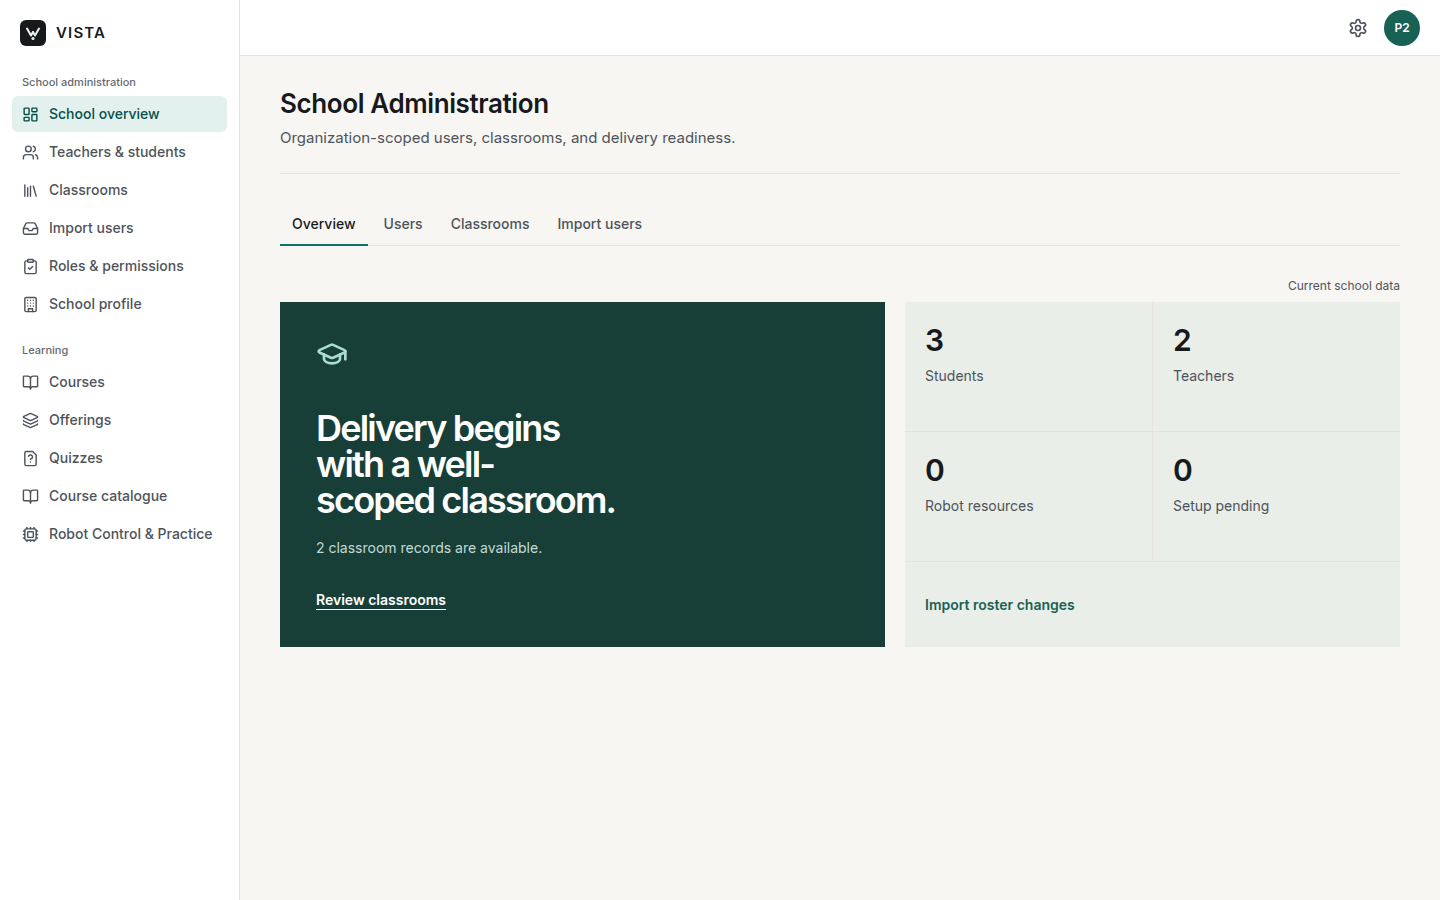 VISTA
P2
School administration
School overview
Teachers & students
Classrooms
Import users
Roles & permissions
School profile
Learning
Courses
Offerings
Quizzes
Course catalogue
Robot Control & Practice
School Administration
Organization-scoped users, classrooms, and delivery readiness.
Overview
Users
Classrooms
Import users
Current school data
Delivery begins
with a well-
scoped classroom.
2 classroom records are available.
Review classrooms
3
Students
2
Teachers
0
Robot resources
0
Setup pending
Import roster changes